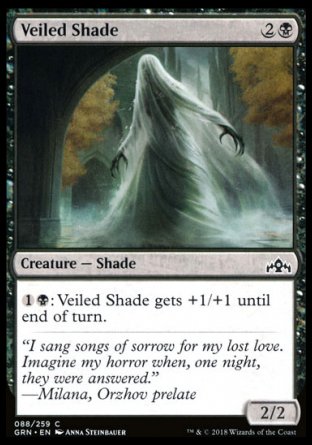 Veiled Shade 2
Creature — Shade
1 : Veiled Shade gets +1/+1 until
end of turn.
“I sang songs of sorrow for my lost love.
Imagine my horror when, one night,
they were answered.”
—Milana, Orzhov prelate
2/2
088/259 C
GRN • EN Anna Steinbauer ™ & © 2018 Wizards of the Coast